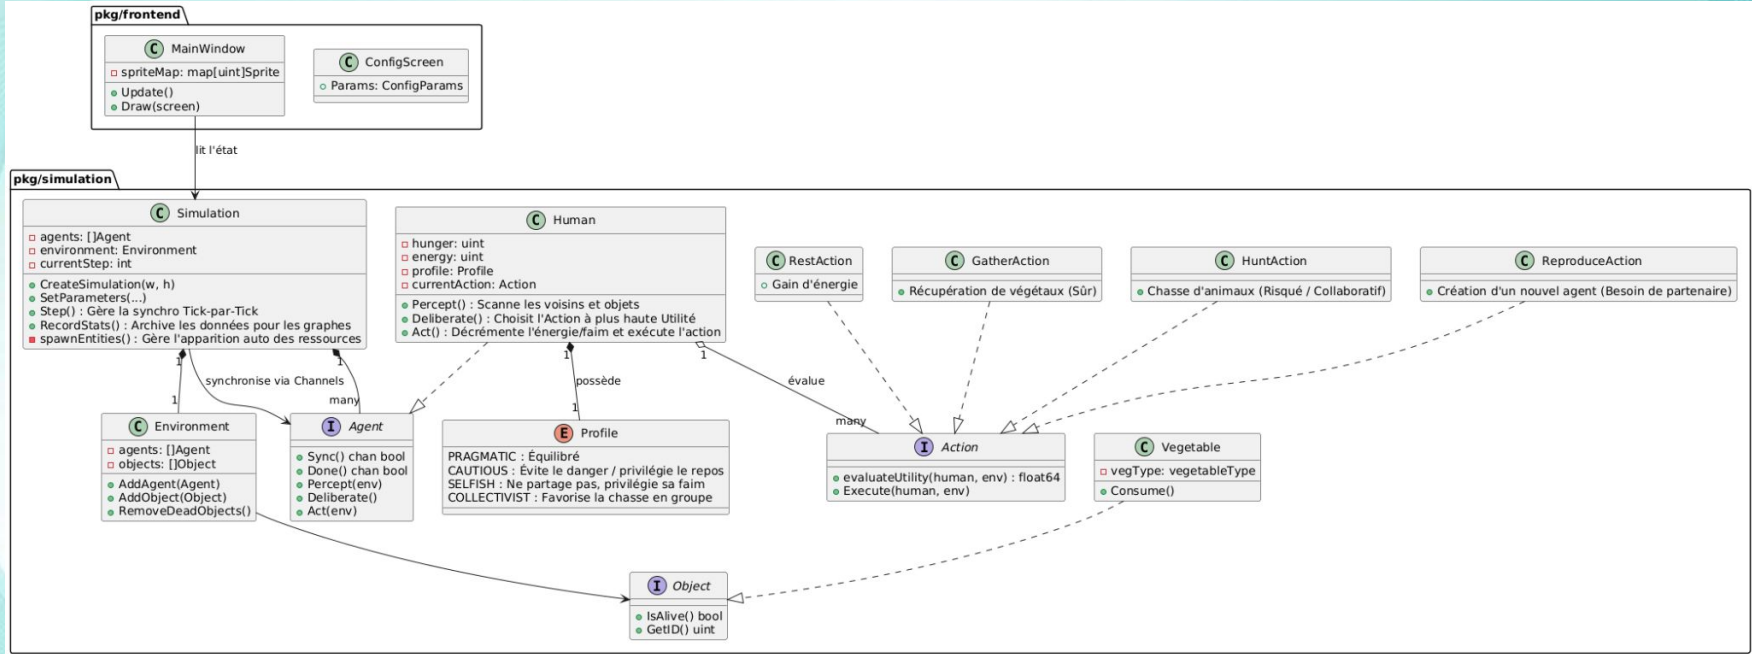 pkg/frontend
C MainWindow
spriteMap: map[uint]Sprite
Update()
Draw(screen)
C ConfigScreen
Params: ConfigParams
lit l'état
pkg/simulation
C Simulation
agents: []Agent
environment: Environment
currentStep: int
CreateSimulation(w, h)
SetParameters(...)
Step() : Gère la synchro Tick-par-Tick
RecordStats() : Archive les données pour les graphes
spawnEntities() : Gère l'apparition auto des ressources
C Human
hunger: uint
energy: uint
profile: Profile
currentAction: Action
Percept() : Scanne les voisins et objets
Deliberate() : Choisit l'Action à plus haute Utilité
Act() : Décrémente l'énergie/faim et exécute l'action
C RestAction
Gain d'énergie
C GatherAction
Récupération de végétaux (Sûr)
C HuntAction
Chasse d'animaux (Risqué / Collaboratif)
C ReproduceAction
Création d'un nouvel agent (Besoin de partenaire)
1
1
1
1
synchronise via Channels
possède
évalue
1
many
1
many
C Environment
agents: []Agent
objects: []Object
AddAgent(Agent)
AddObject(Object)
RemoveDeadObjects()
I Agent
Sync() chan bool
Done() chan bool
Percept(env)
Deliberate()
Act(env)
E Profile
PRAGMATIC : Équilibré
CAUTIOUS : Évite le danger / privilégie le repos
SELFISH : Ne partage pas, privilégie sa faim
COLLECTIVIST : Favorise la chasse en groupe
I Action
evaluateUtility(human, env) : float64
Execute(human, env)
C Vegetable
vegType: vegetableType
Consume()
I Object
IsAlive() bool
GetID() uint